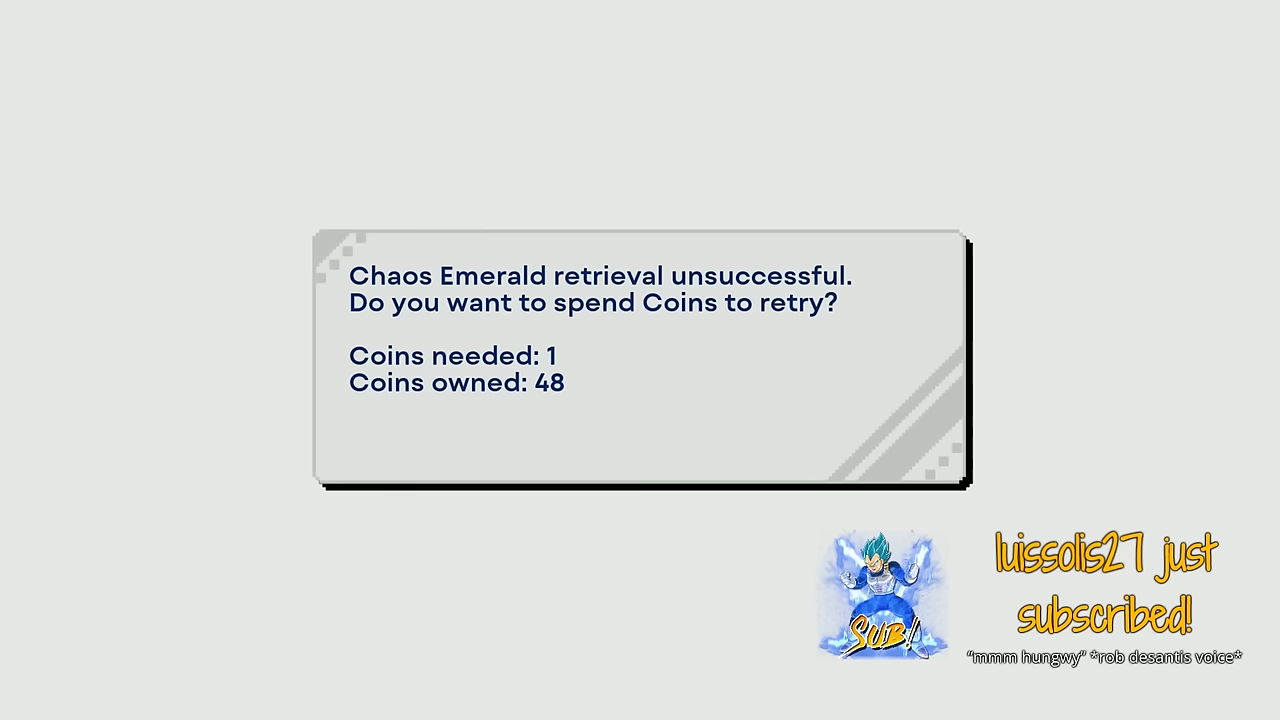 Chaos Emerald retrieval unsuccessful.
Do you want to spend Coins to retry?
Coins needed: 1
Coins owned: 48
SUB!
luissolis27 just
subscribed!
"mmm hungwy" *rob desantis voice*